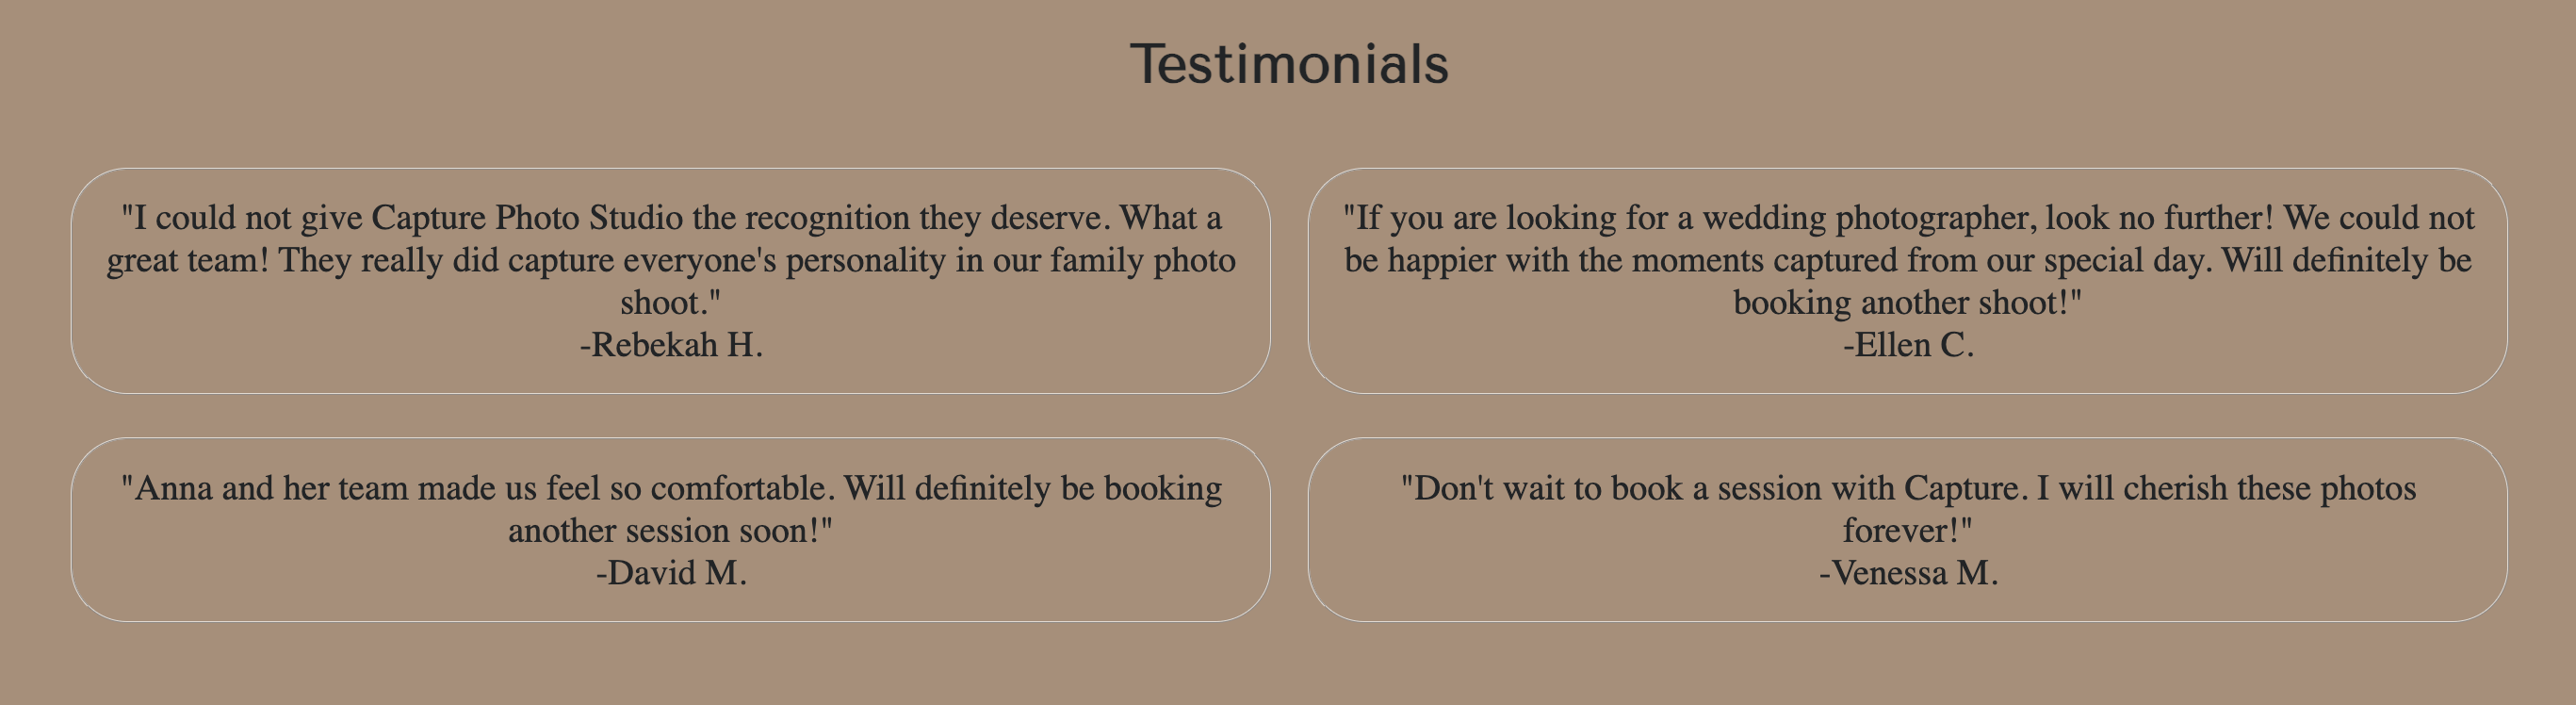 Testimonials
"I could not give Capture Photo Studio the recognition they deserve. What a
great team! They really did capture everyone's personality in our family photo
shoot."
-Rebekah H.
"If you are looking for a wedding photographer, look no further! We could not
be happier with the moments captured from our special day. Will definitely be
booking another shoot!"
-Ellen C.
"Anna and her team made us feel so comfortable. Will definitely be booking
another session soon!"
-David M.
"Don't wait to book a session with Capture. I will cherish these photos
forever!"
-Venessa M.